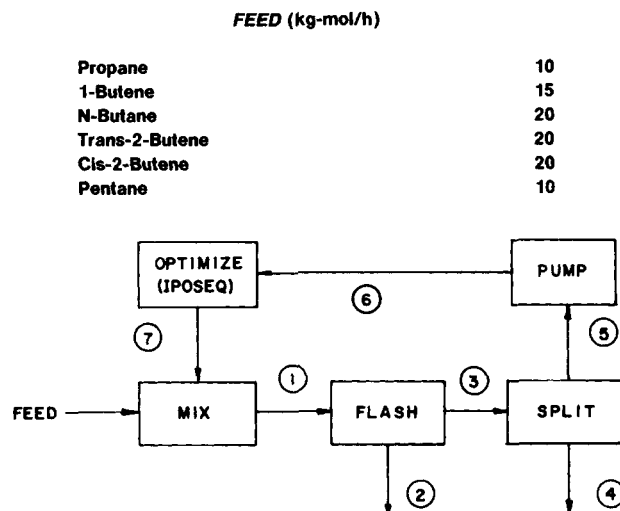 FEED (kg-mol/h)
Propane 10
1-Butene 15
N-Butane 20
Trans-2-Butene 20
Cis-2-Butene 20
Pentane 10
OPTIMIZE
(IPOSEQ)
PUMP
6
7
5
1
3
FEED
MIX
FLASH
SPLIT
2
4